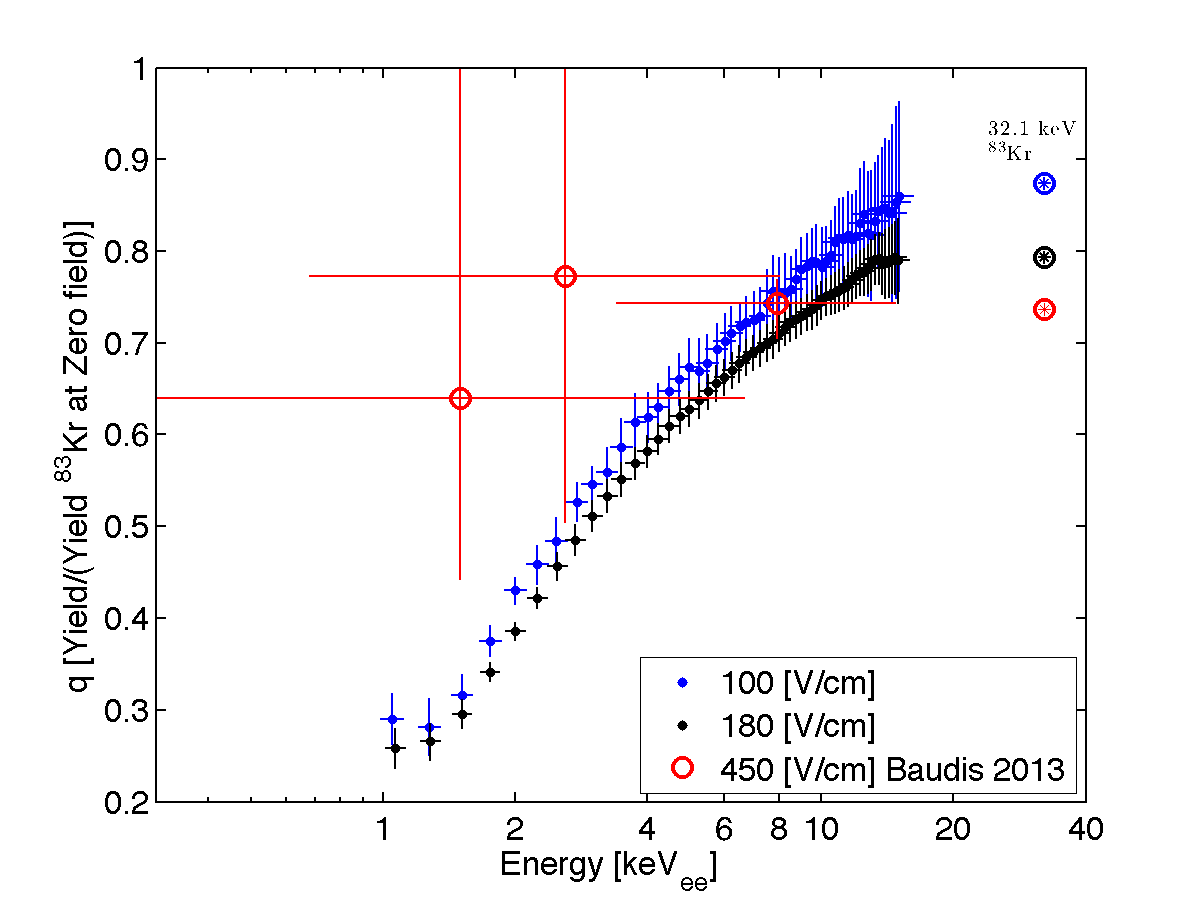 1
0.9
0.8
0.7
0.6
0.5
0.4
0.3
0.2
q [Yield/(Yield ⁸³Kr at Zero field)]
32.1 keV
⁸³Kr
100 [V/cm]
180 [V/cm]
450 [V/cm] Baudis 2013
1 2 4 6 8 10 20 40
Energy [keVₑₑ]